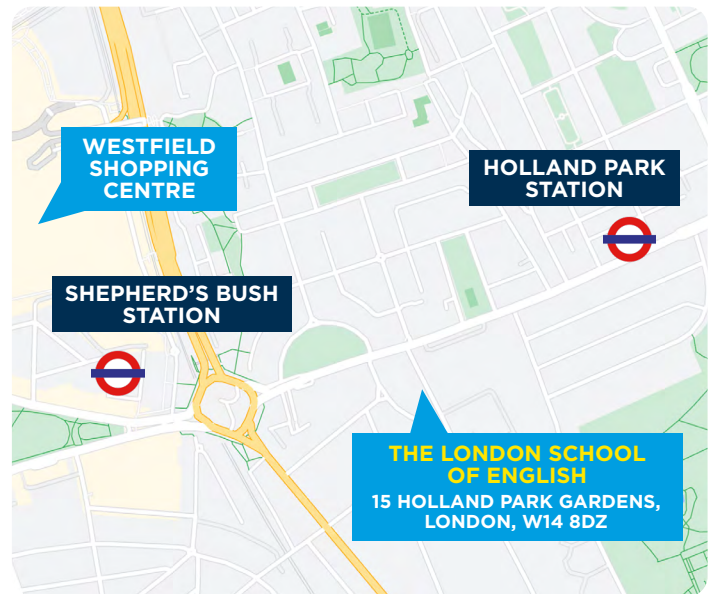 WESTFIELD
SHOPPING
CENTRE
HOLLAND PARK
STATION
SHEPHERD'S BUSH
STATION
THE LONDON SCHOOL
OF ENGLISH
15 HOLLAND PARK GARDENS,
LONDON, W14 8DZ